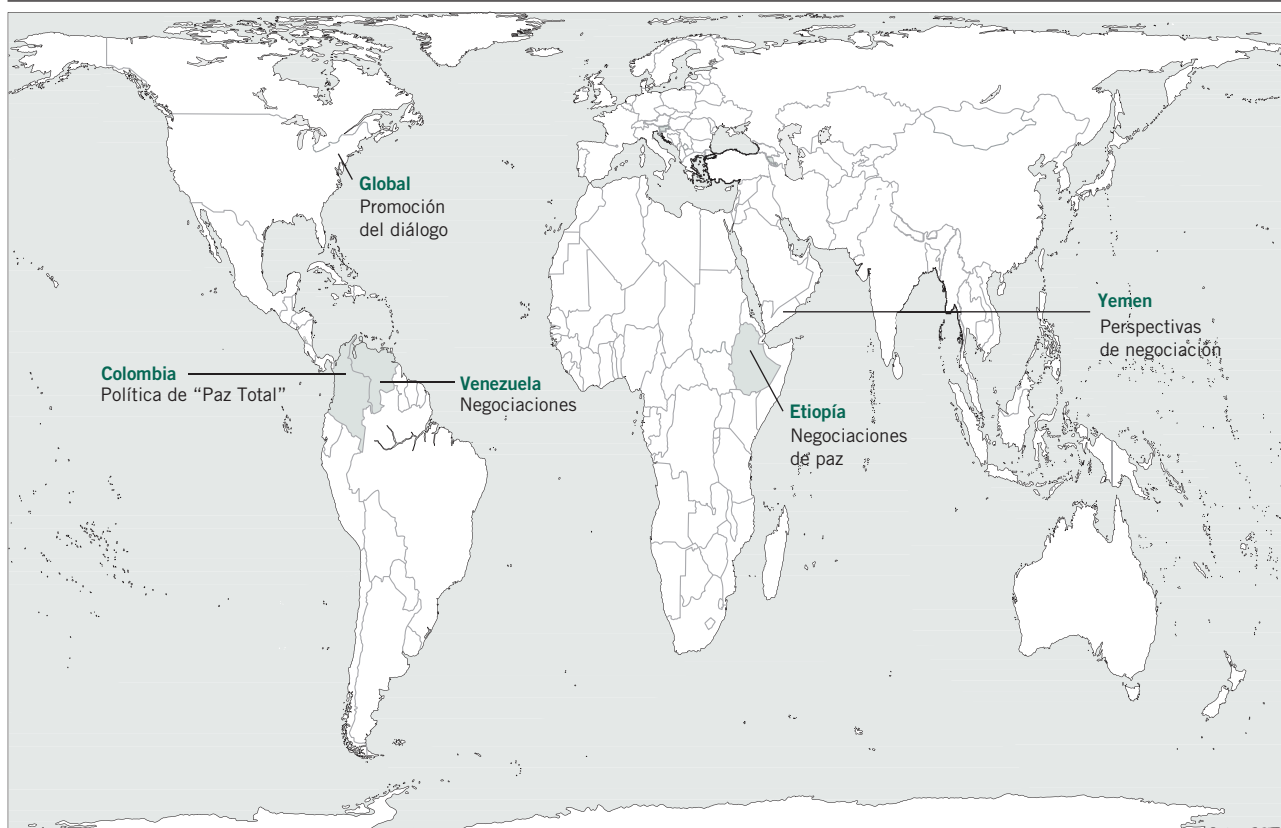 Global
Promoción
del diálogo
Yemen
Perspectivas
de negociación
Colombia
Política de “Paz Total”
Venezuela
Negociaciones
Etiopía
Negociaciones
de paz